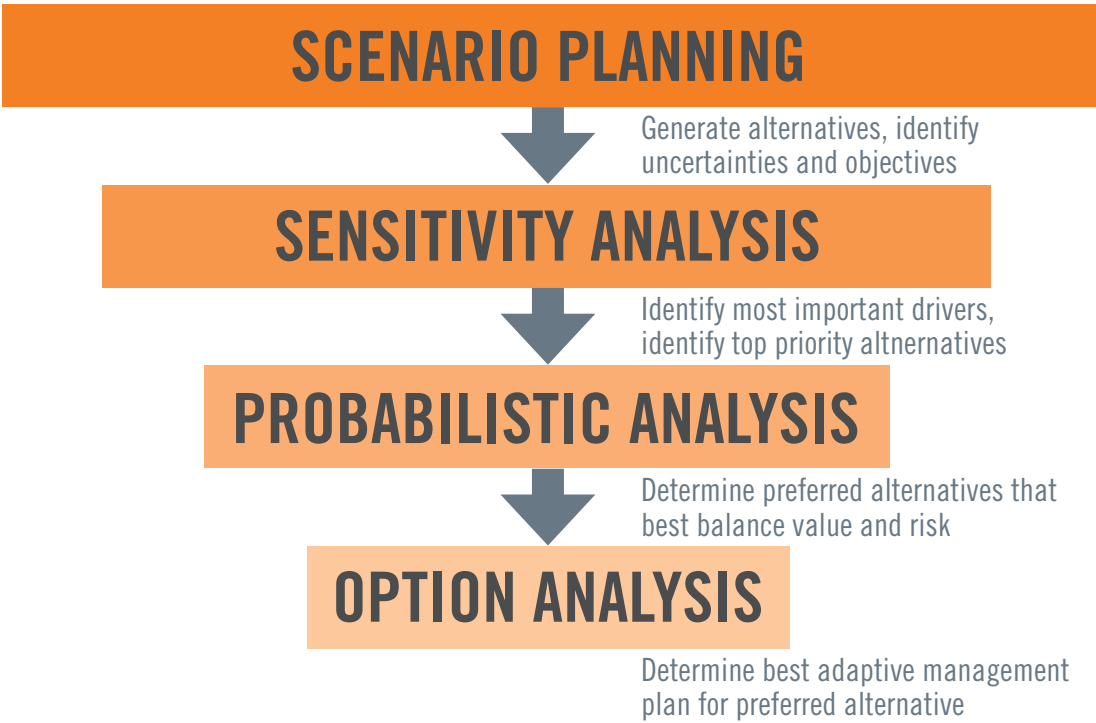 SCENARIO PLANNING
Generate alternatives, identify
uncertainties and objectives
SENSITIVITY ANALYSIS
Identify most important drivers,
identify top priority altnernatives
PROBABILISTIC ANALYSIS
Determine preferred alternatives that
best balance value and risk
OPTION ANALYSIS
Determine best adaptive management
plan for preferred alternative